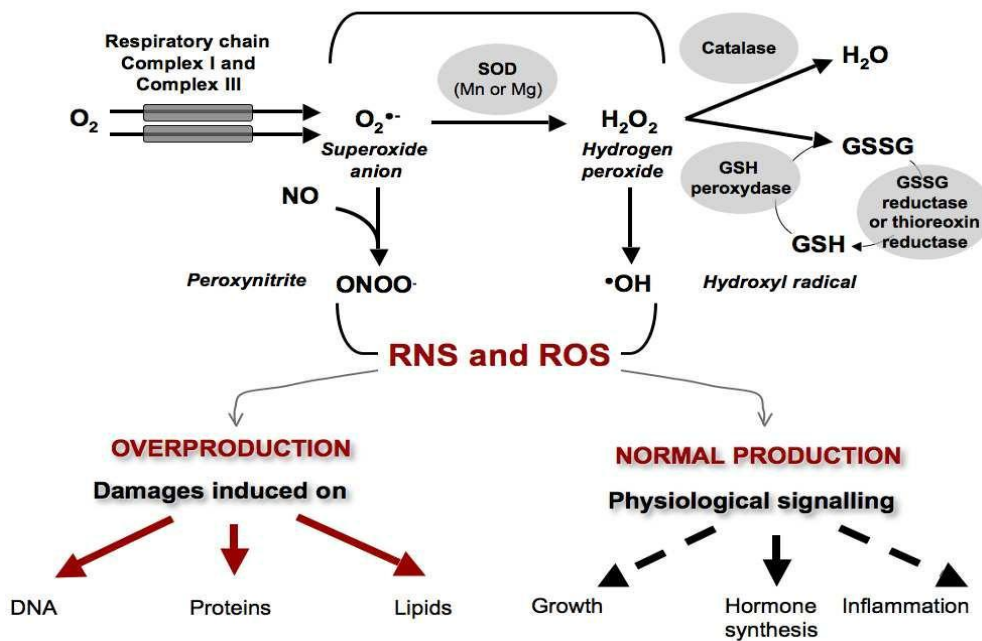 Respiratory chain
Complex I and
Complex III
O₂
O₂•-
Superoxide
anion
SOD
(Mn or Mg)
H₂O₂
Hydrogen
peroxide
Catalase
H₂O
GSSG
GSH
peroxydase
GSSG
reductase
or thioreoxin
reductase
GSH
NO
Peroxynitrite
ONOO-
•OH
Hydroxyl radical
RNS and ROS
OVERPRODUCTION
Damages induced on
DNA
Proteins
Lipids
NORMAL PRODUCTION
Physiological signalling
Growth
Hormone
synthesis
Inflammation